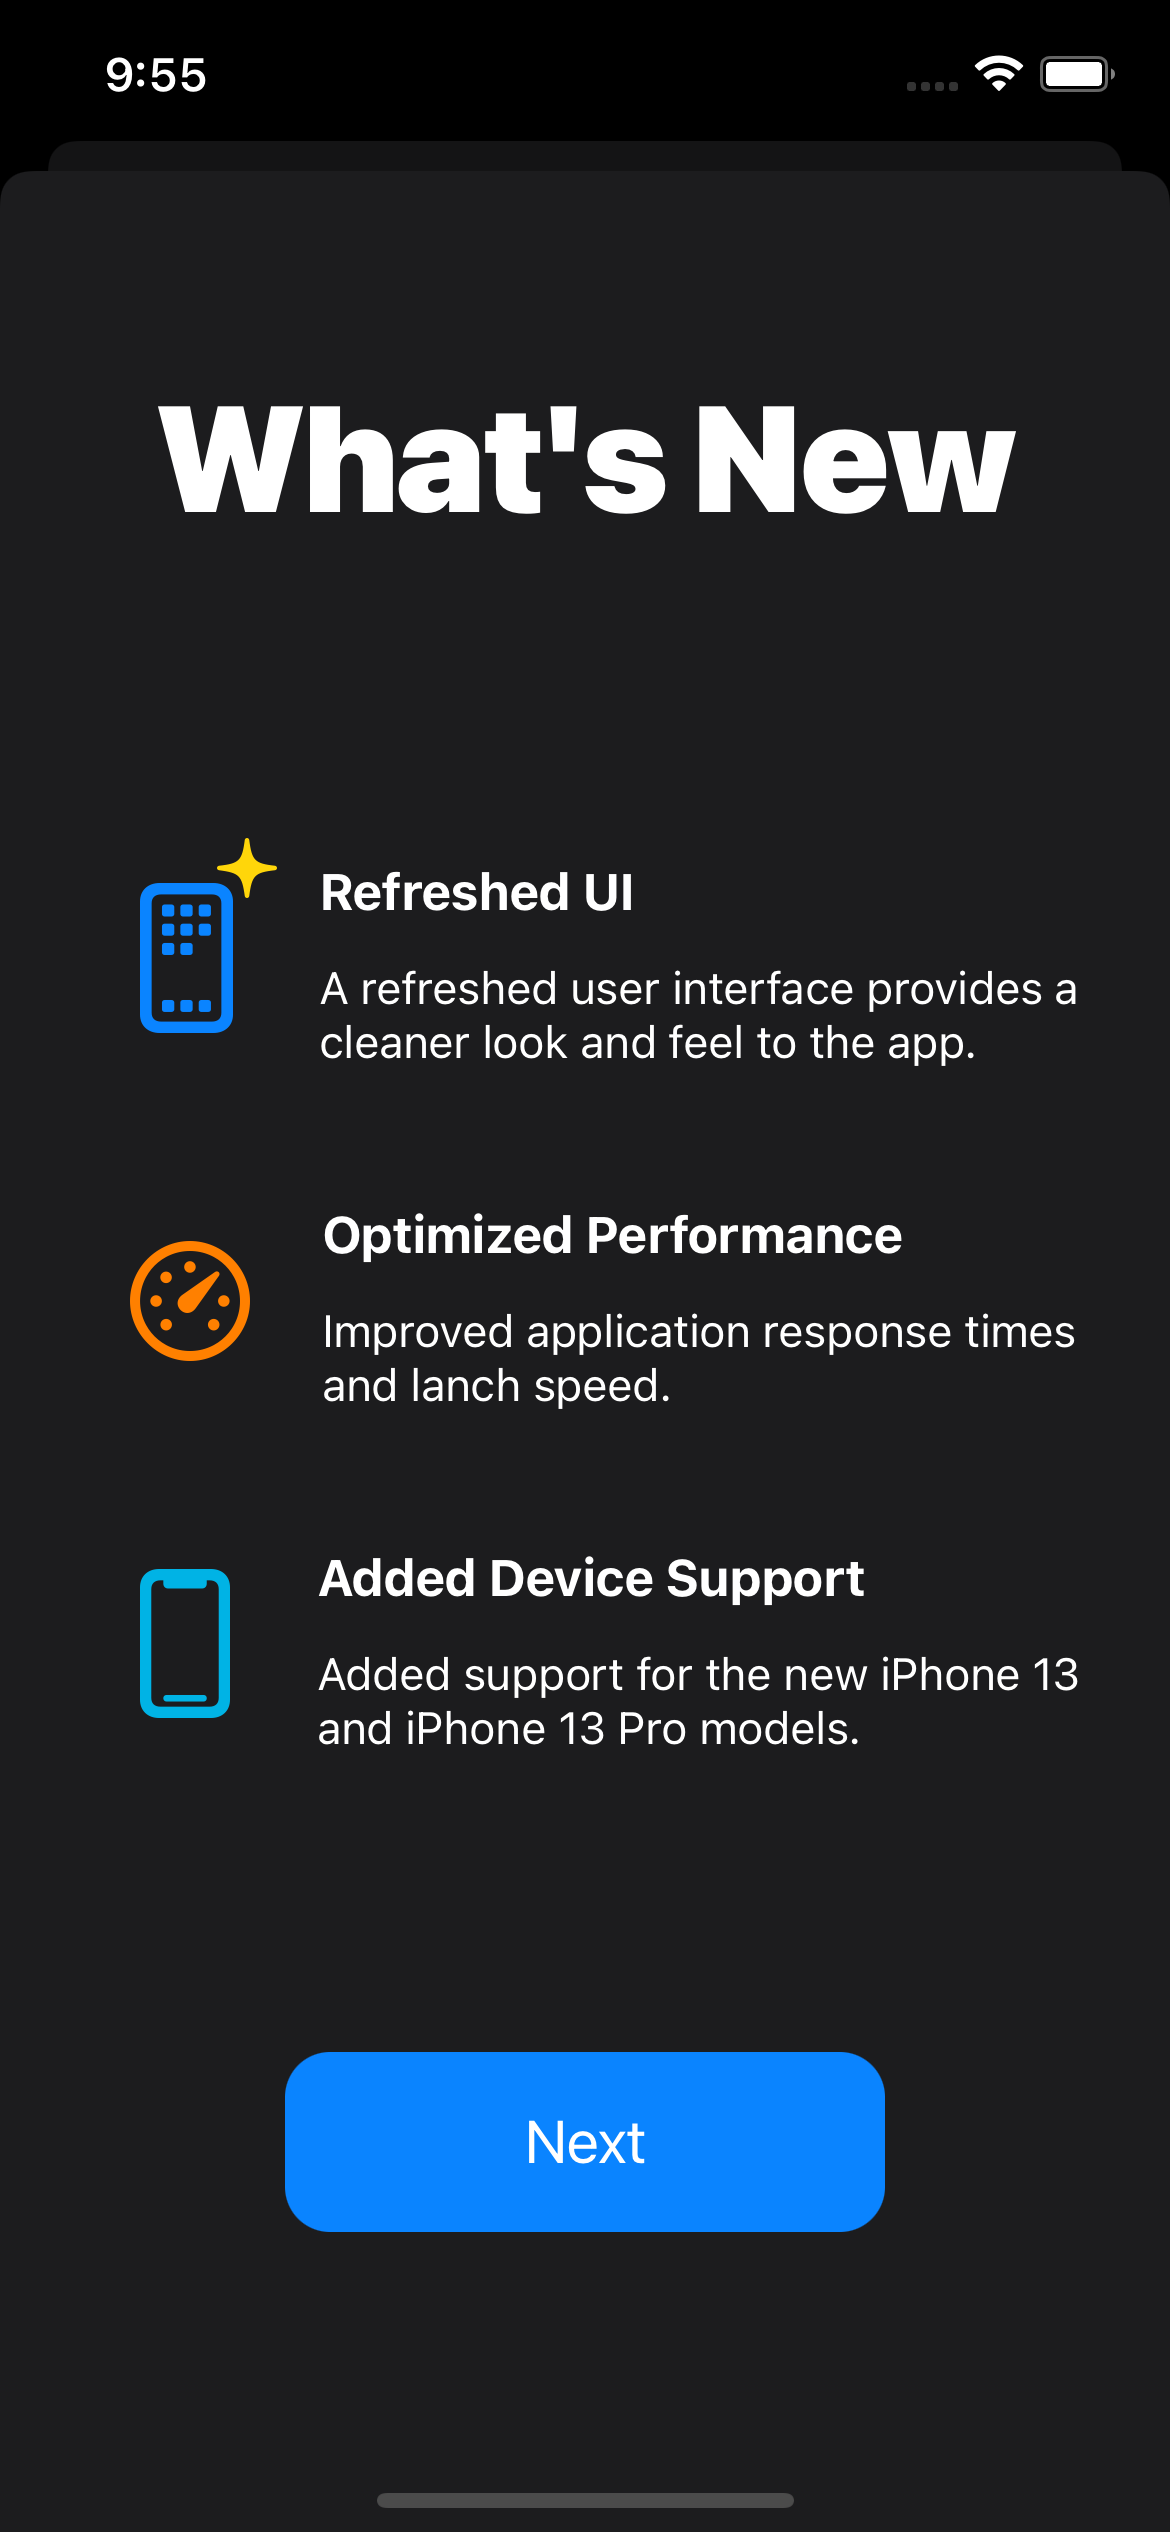 9:55
What's New
Refreshed UI
A refreshed user interface provides a
cleaner look and feel to the app.
Optimized Performance
Improved application response times
and lanch speed.
Added Device Support
Added support for the new iPhone 13
and iPhone 13 Pro models.
Next